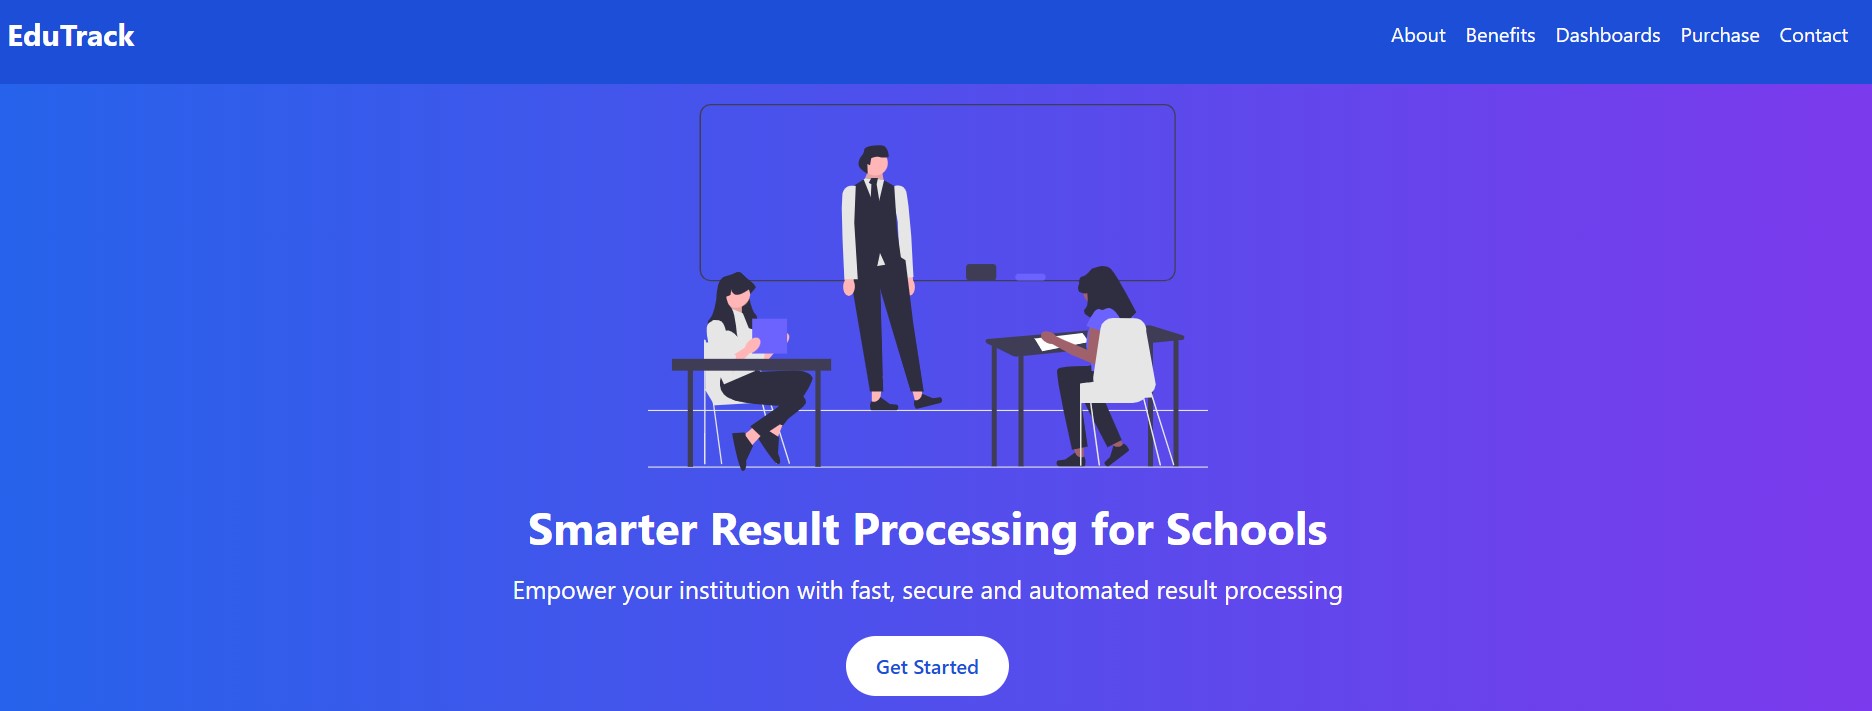 EduTrack
About Benefits Dashboards Purchase Contact
Smarter Result Processing for Schools
Empower your institution with fast, secure and automated result processing
Get Started